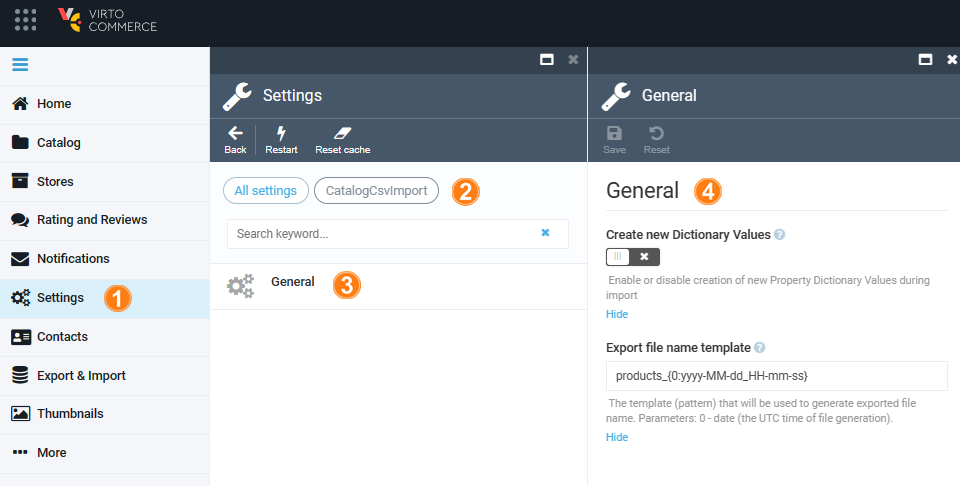 VIRTO
COMMERCE
Home
Catalog
Stores
Rating and Reviews
Notifications
Settings 1
Contacts
Export & Import
Thumbnails
More
Settings
Back Restart Reset cache
All settings CatalogCsvImport 2
Search keyword...
General 3
General
Save Reset
General 4
Create new Dictionary Values ?
Enable or disable creation of new Property Dictionary Values during
import
Hide
Export file name template ?
products_{0:yyyy-MM-dd_HH-mm-ss}
The template (pattern) that will be used to generate exported file
name. Parameters: 0 - date (the UTC time of file generation).
Hide